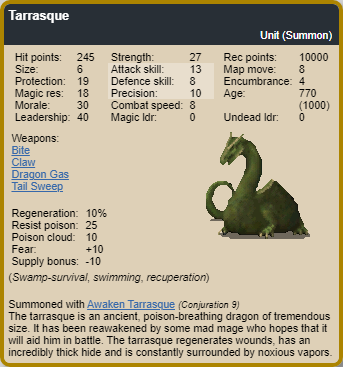 Tarrasque
Unit (Summon)
Hit points: 245 Strength: 27 Rec points: 10000
Size: 6 Attack skill: 13 Map move: 8
Protection: 19 Defence skill: 8 Encumbrance: 4
Magic res: 18 Precision: 10 Age: 770
Morale: 30 Combat speed: 8 (1000)
Leadership: 40 Magic ldr: 0 Undead ldr: 0
Weapons:
Bite
Claw
Dragon Gas
Tail Sweep
Regeneration: 10%
Resist poison: 25
Poison cloud: 10
Fear: +10
Supply bonus: -10
(Swamp-survival, swimming, recuperation)
Summoned with Awaken Tarrasque (Conjuration 9)
The tarrasque is an ancient, poison-breathing dragon of tremendous
size. It has been reawakened by some mad mage who hopes that it
will aid him in battle. The tarrasque regenerates wounds, has an
incredibly thick hide and is constantly surrounded by noxious vapors.